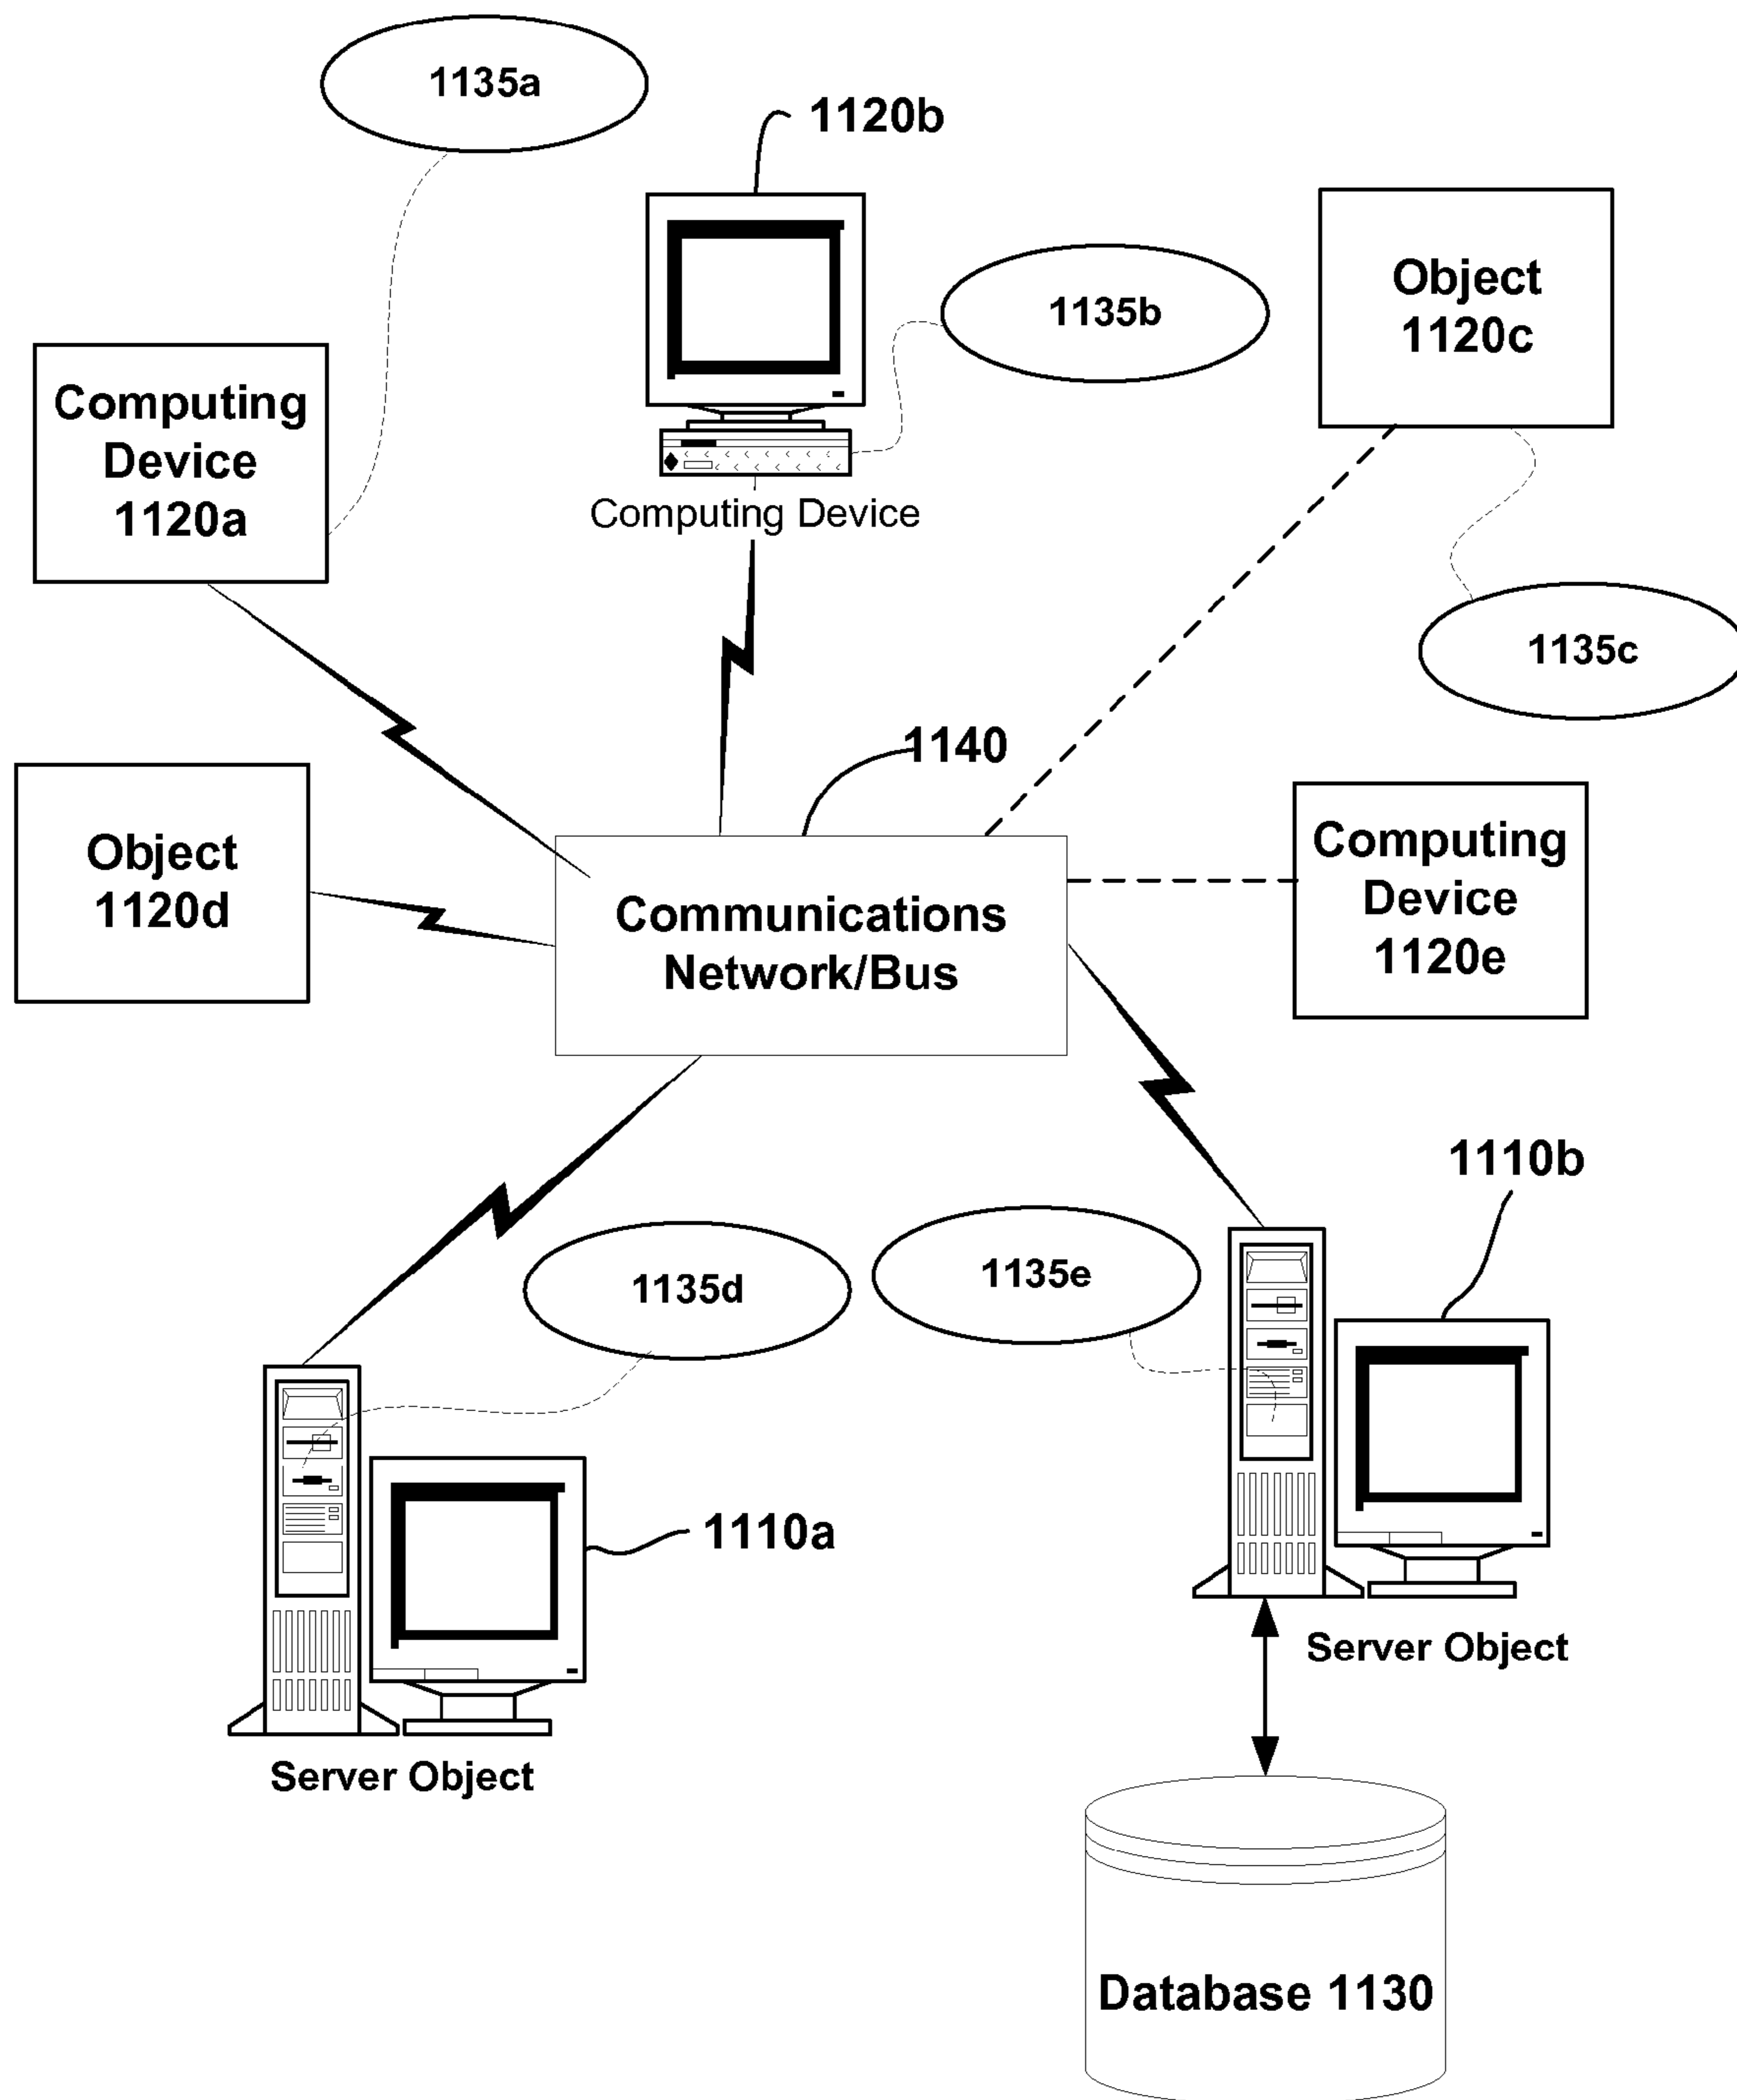 1135a
1120b
1135b
Object
1120c
Computing
Device
1120a
Computing Device
1135c
1140
Object
1120d
Computing
Device
1120e
Communications
Network/Bus
1110b
1135d
1135e
1110a
Server Object
Server Object
Database 1130